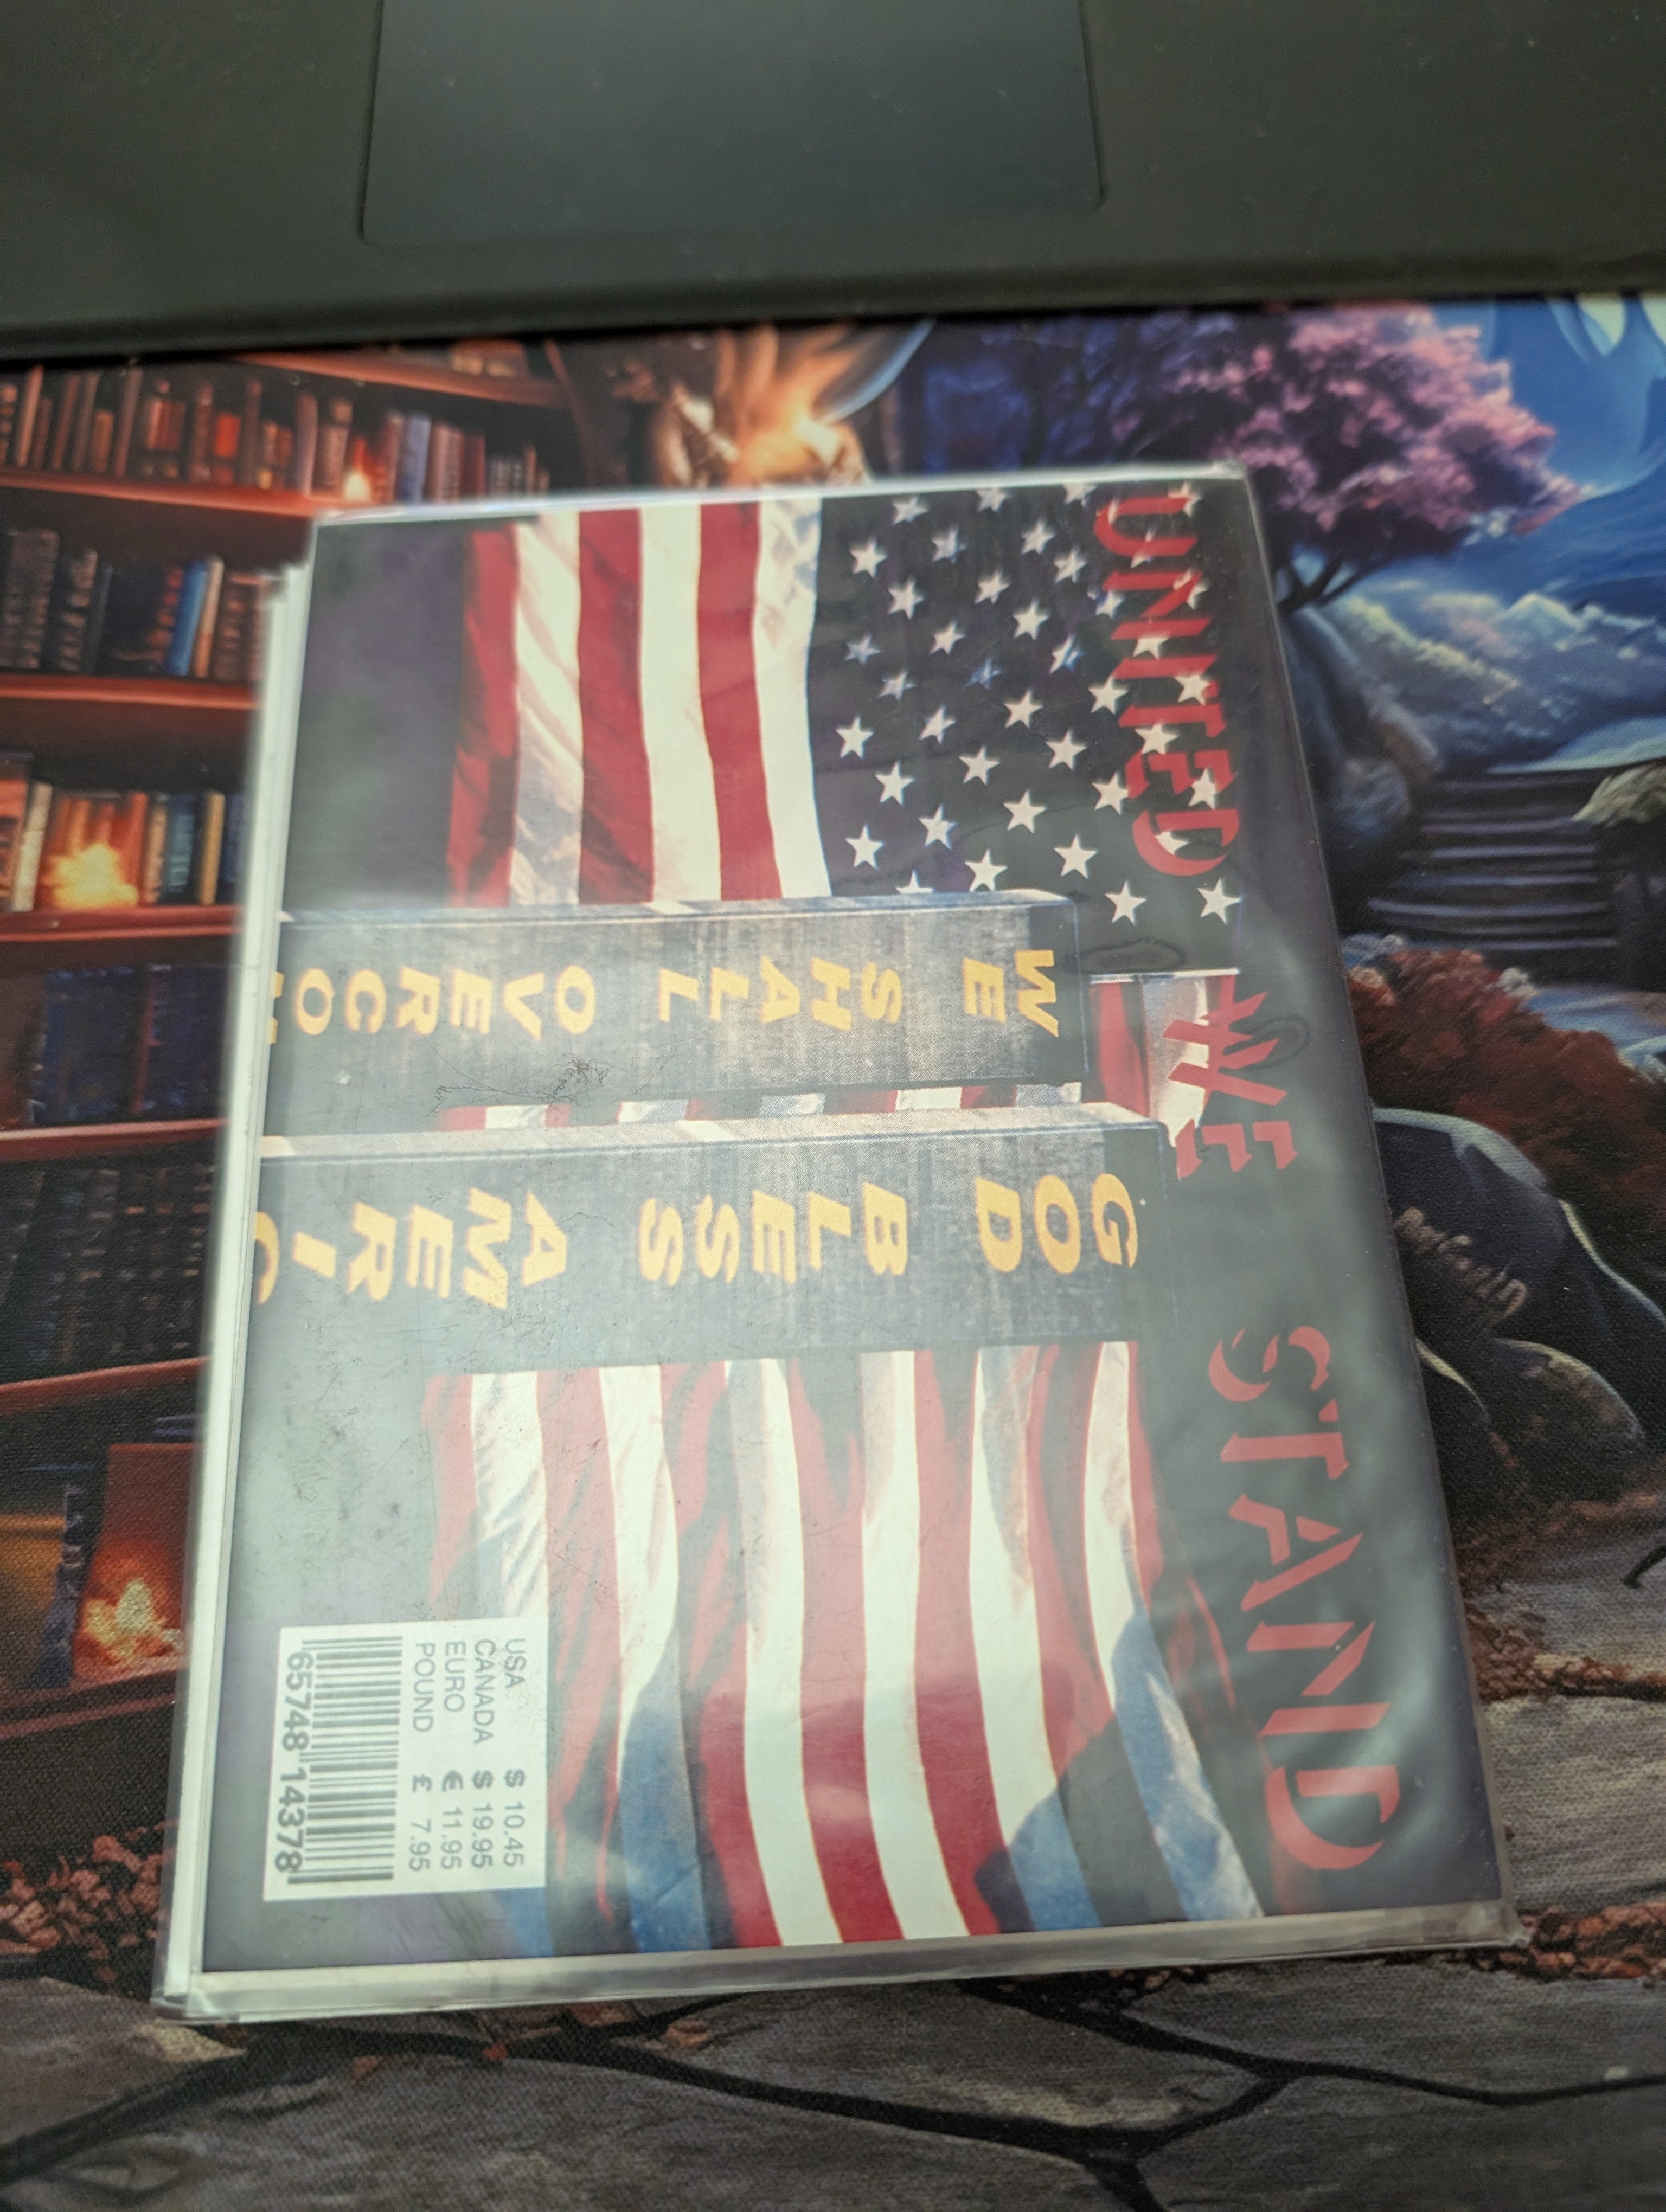 UNITED WE STAND
WE SHALL OVERCO
GOD BLESS AMERIC
USA $ 10.45
CANADA $ 19.95
EURO € 11.95
POUND £ 7.95
65748 14378